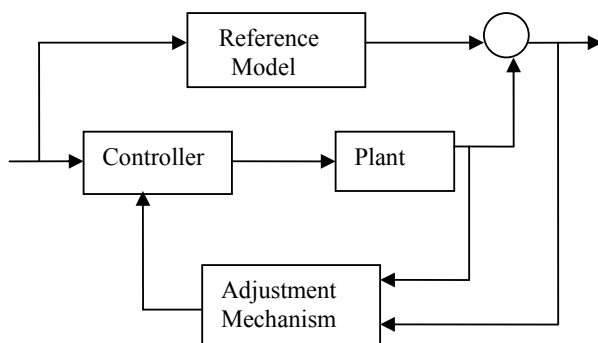 Reference
Model
Controller
Plant
Adjustment
Mechanism